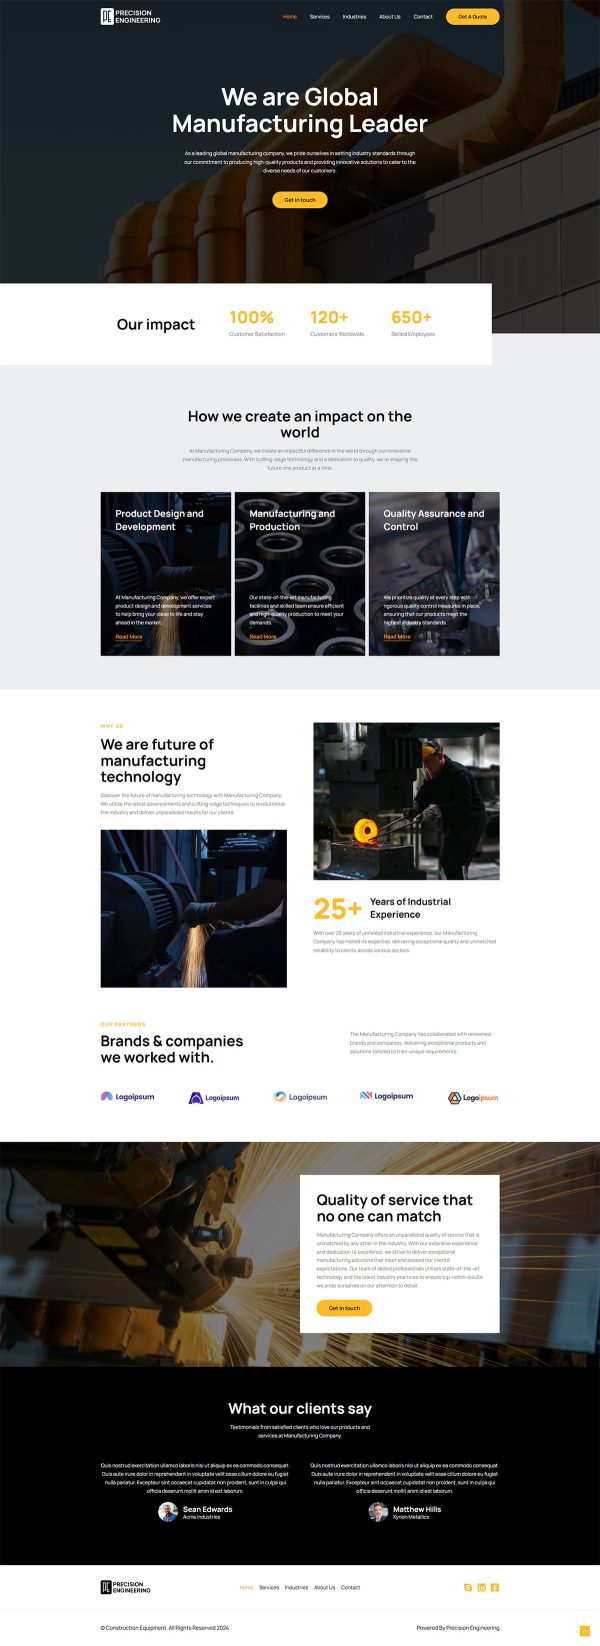 PE PRECISION
ENGINEERING
Home Services Industries About Us Contact Get A Quote
We are Global
Manufacturing Leader
As a leading global manufacturing company, we pride ourselves in setting industry standards through
our commitment to producing high-quality products and providing innovative solutions to cater to the
diverse needs of our customers.
Get in touch
Our impact
100%
Customer Satisfaction
120+
Customers Worldwide
650+
Skilled Employees
How we create an impact on the
world
At Manufacturing Company, we create an impactful difference in the world through our innovative
manufacturing processes. With cutting-edge technology and a dedication to quality, we're shaping the
future one product at a time.
Product Design and
Development
At Manufacturing Company, we offer expert
product design and development services
to help bring your ideas to life and stay
ahead in the market.
Read More
Manufacturing and
Production
Our state-of-the-art manufacturing
facilities and skilled team ensure efficient
and high-quality production to meet your
demands.
Read More
Quality Assurance and
Control
We prioritize quality at every step with
rigorous quality control measures in place,
ensuring that our products meet the
highest industry standards.
Read More
WHY US
We are future of
manufacturing
technology
Discover the future of manufacturing technology with Manufacturing Company.
We utilize the latest advancements and cutting-edge techniques to revolutionize
the industry and deliver unparalleled results for our clients.
25+
Years of Industrial
Experience
With over 25 years of unrivaled industrial experience, our Manufacturing
Company has honed its expertise, delivering exceptional quality and unmatched
reliability to clients across various sectors.
OUR PARTNERS
Brands & companies
we worked with.
The Manufacturing Company has collaborated with renowned
brands and companies, delivering exceptional products and
solutions tailored to their unique requirements.
Logoipsum Logoipsum Logoipsum Logoipsum Logoipsum
Quality of service that
no one can match
Manufacturing Company offers an unparalleled quality of service that is
unmatched by any other in the industry. With our extensive experience
and dedication to excellence, we strive to deliver exceptional
manufacturing solutions that meet and exceed our clients'
expectations. Our team of skilled professionals utilizes state-of-the-art
technology and the latest industry practices to ensure top-notch results
we pride ourselves on our attention to detail.
Get in touch
What our clients say
Testimonials from satisfied clients who love our products and
services at Manufacturing Company.
Quis nostrud exercitation ullamco laboris nisi ut aliquip ex ea commodo consequat.
Duis aute irure dolor in reprehenderit in voluptate velit esse cillum dolore eu fugiat
nulla pariatur. Excepteur sint occaecat cupidatat non proident, sunt in culpa qui
officia deserunt mollit anim id est laborum.
Sean Edwards
Acme Industries
Quis nostrud exercitation ullamco laboris nisi ut aliquip ex ea commodo consequat.
Duis aute irure dolor in reprehenderit in voluptate velit esse cillum dolore eu fugiat
nulla pariatur. Excepteur sint occaecat cupidatat non proident, sunt in culpa qui
officia deserunt mollit anim id est laborum.
Matthew Hills
Kyrion Metallics
PE PRECISION
ENGINEERING
Home Services Industries About Us Contact
© Construction Equipment. All Rights Reserved 2024
Powered By Precision Engineering